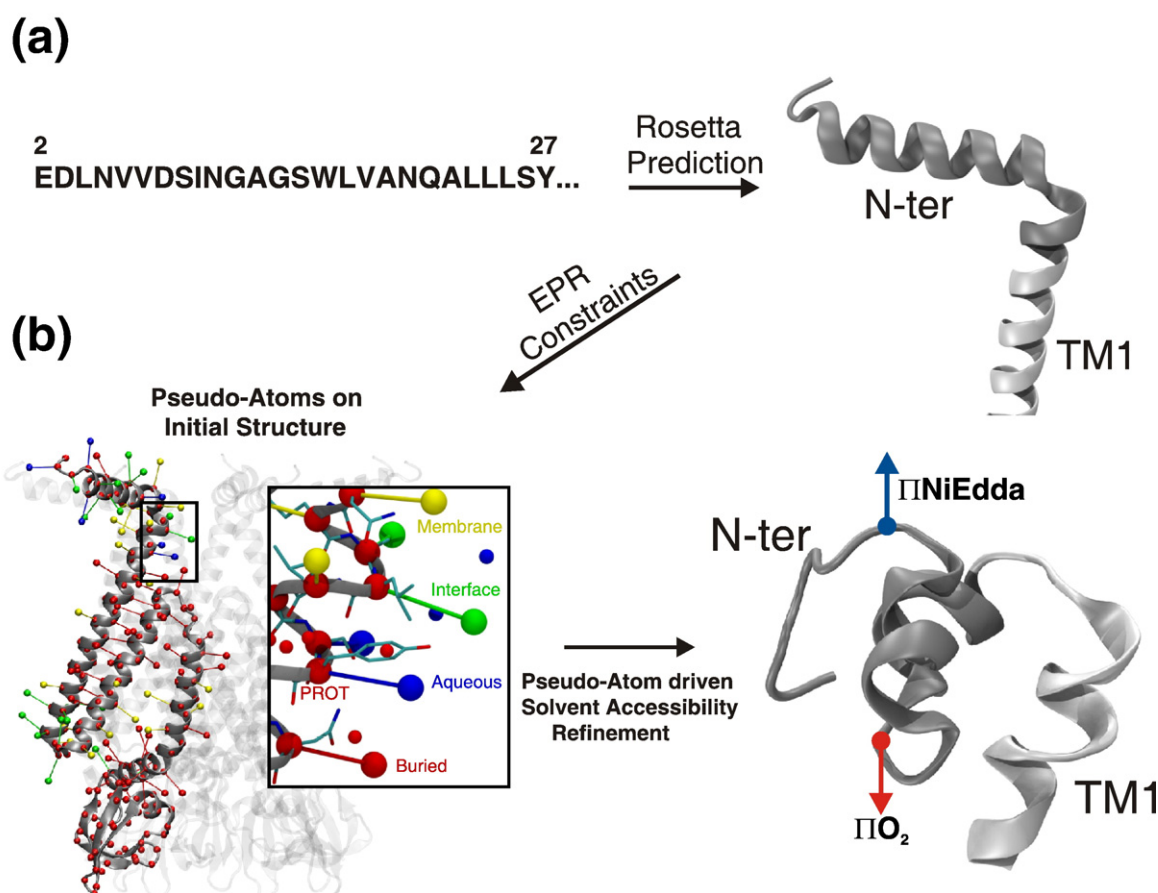 (a)
2 27
EDLNVVDSINGAGSWLVANQALLLSY...
Rosetta
Prediction
N-ter
TM1
EPR
Constraints
(b)
Pseudo-Atoms on
Initial Structure
Membrane
Interface
Aqueous
PROT
Buried
Pseudo-Atom driven
Solvent Accessibility
Refinement
ΠNiEdda
N-ter
TM1
ΠO₂